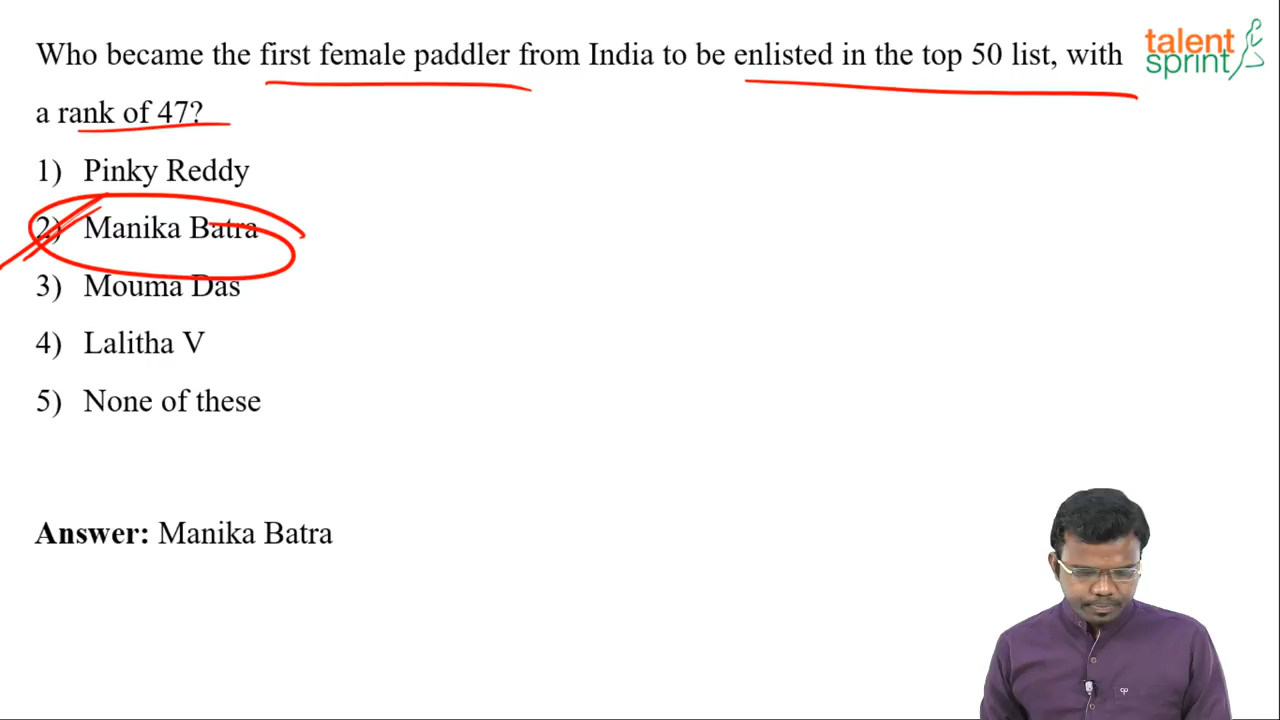 Who became the first female paddler from India to be enlisted in the top 50 list, with
a rank of 47?
1) Pinky Reddy
2) Manika Batra
3) Mouma Das
4) Lalitha V
5) None of these
Answer: Manika Batra
talent
sprint